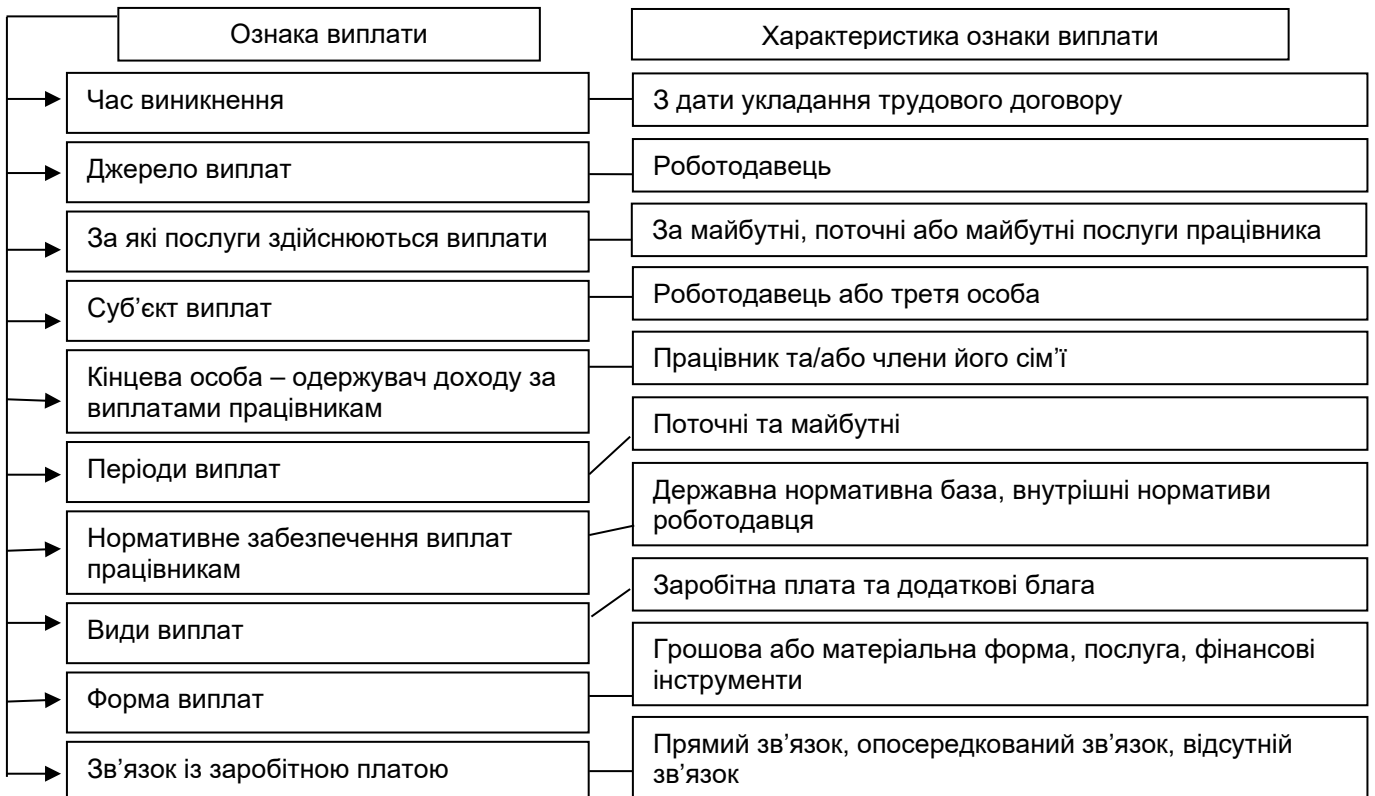 Ознака виплати
Характеристика ознаки виплати
Час виникнення
З дати укладання трудового договору
Джерело виплат
Роботодавець
За які послуги здійснюються виплати
За майбутні, поточні або майбутні послуги працівника
Суб’єкт виплат
Роботодавець або третя особа
Кінцева особа – одержувач доходу за
виплатами працівникам
Працівник та/або члени його сім’ї
Періоди виплат
Поточні та майбутні
Нормативне забезпечення виплат
працівникам
Державна нормативна база, внутрішні нормативи
роботодавця
Види виплат
Заробітна плата та додаткові блага
Форма виплат
Грошова або матеріальна форма, послуга, фінансові
інструменти
Зв’язок із заробітною платою
Прямий зв’язок, опосередкований зв’язок, відсутній
зв’язок